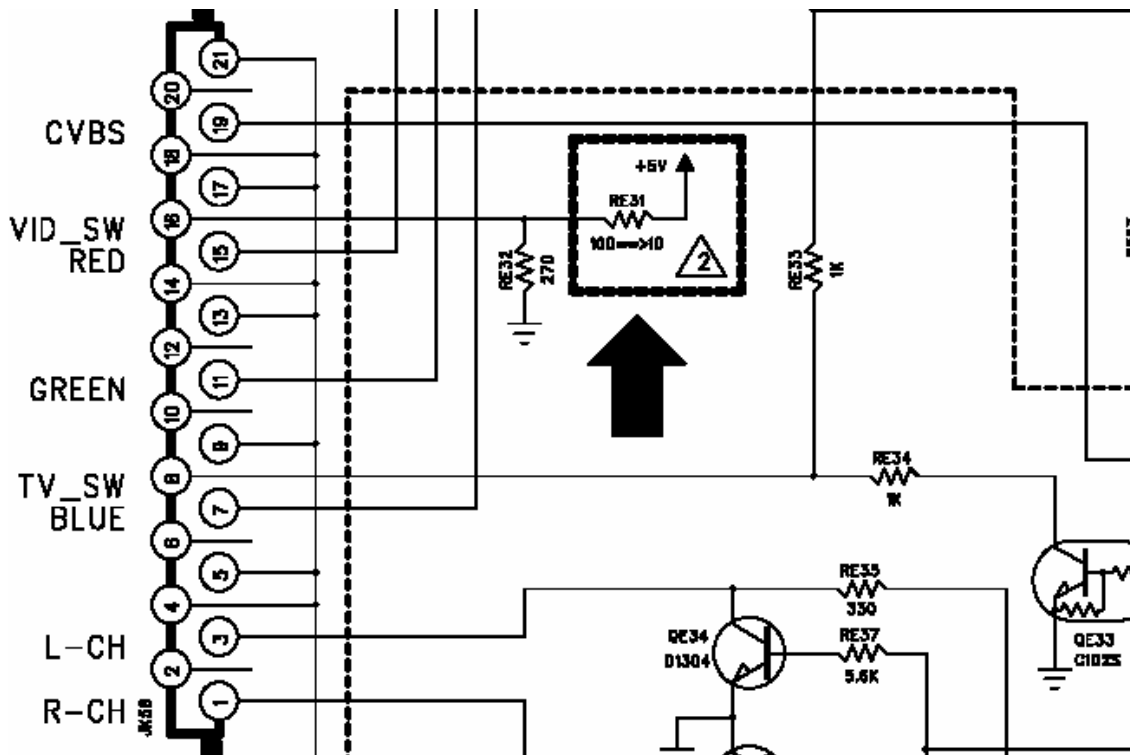 21
20
CVBS
19
18
17
VID_SW
16
RED
15
14
13
12
GREEN
11
10
9
TV_SW
8
BLUE
7
6
5
4
L-CH
3
2
R-CH
1
JK58
+5V
RE31
100==>10
2
RE32
270
RE33
1K
RE34
1K
RE35
330
QE34
D1304
RE37
5.6K
QE33